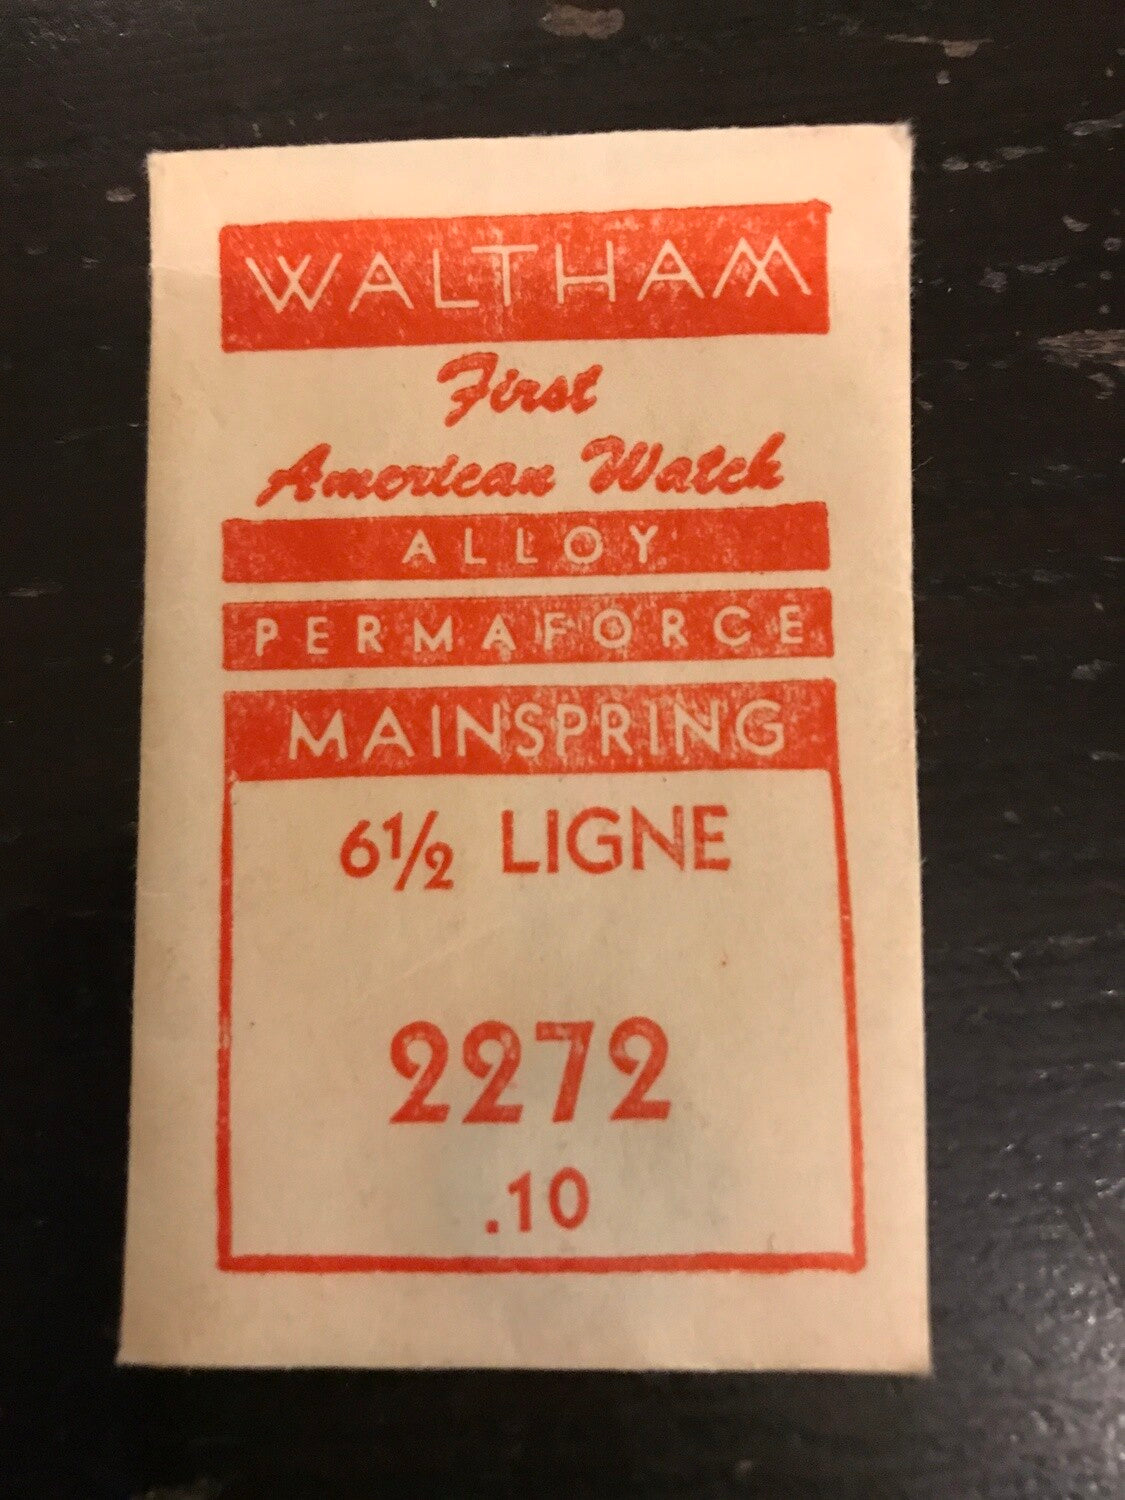 WALTHAM
First
American Watch
ALLOY
PERMAFORCE
MAINSPRING
6½ LIGNE
2272
.10